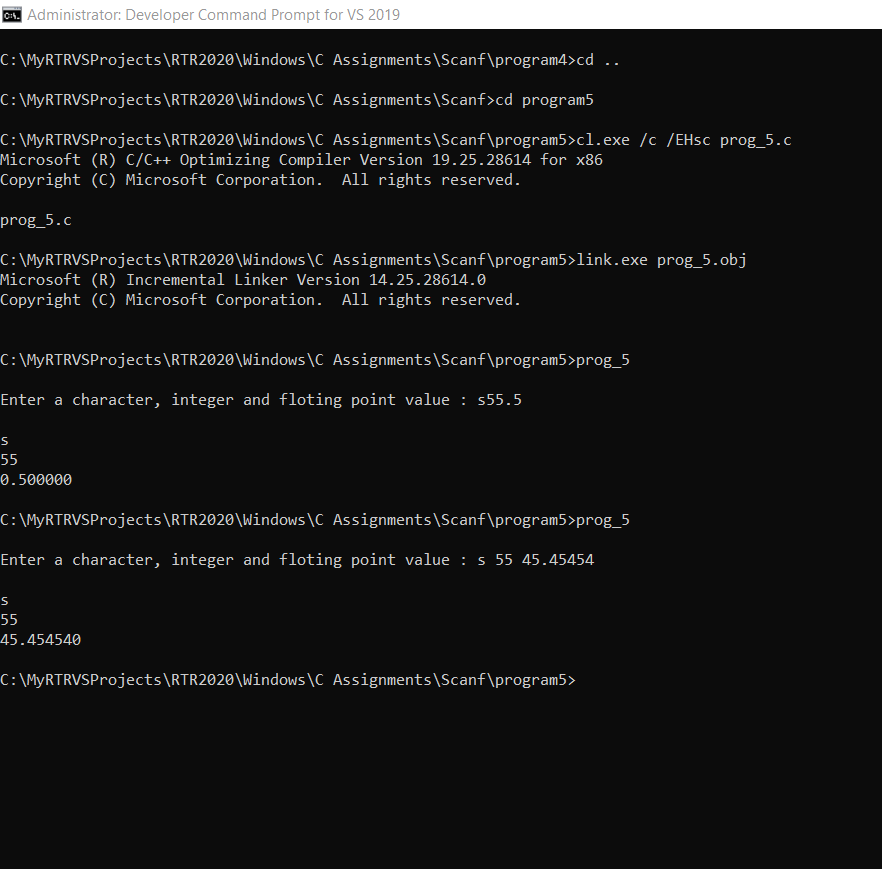 Administrator: Developer Command Prompt for VS 2019
C:\MyRTRVSProjects\RTR2020\Windows\C Assignments\Scanf\program4>cd ..
C:\MyRTRVSProjects\RTR2020\Windows\C Assignments\Scanf>cd program5
C:\MyRTRVSProjects\RTR2020\Windows\C Assignments\Scanf\program5>cl.exe /c /EHsc prog_5.c
Microsoft (R) C/C++ Optimizing Compiler Version 19.25.28614 for x86
Copyright (C) Microsoft Corporation.  All rights reserved.
prog_5.c
C:\MyRTRVSProjects\RTR2020\Windows\C Assignments\Scanf\program5>link.exe prog_5.obj
Microsoft (R) Incremental Linker Version 14.25.28614.0
Copyright (C) Microsoft Corporation.  All rights reserved.
C:\MyRTRVSProjects\RTR2020\Windows\C Assignments\Scanf\program5>prog_5
Enter a character, integer and floting point value : s55.5
s
55
0.500000
C:\MyRTRVSProjects\RTR2020\Windows\C Assignments\Scanf\program5>prog_5
Enter a character, integer and floting point value : s 55 45.45454
s
55
45.454540
C:\MyRTRVSProjects\RTR2020\Windows\C Assignments\Scanf\program5>